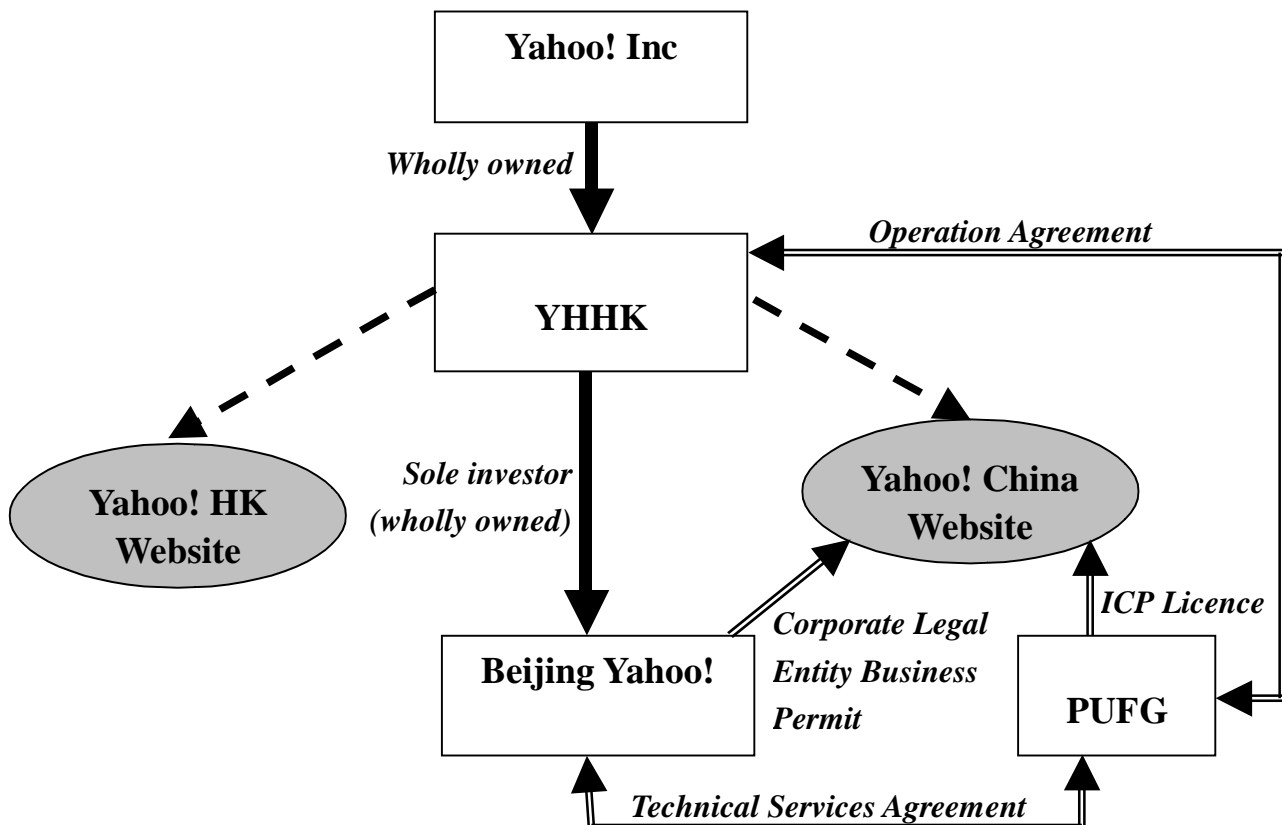 Yahoo! Inc
Wholly owned
Operation Agreement
YHHK
Yahoo! HK
Website
Sole investor
(wholly owned)
Yahoo! China
Website
ICP Licence
Corporate Legal
Entity Business
Permit
Beijing Yahoo!
PUFG
Technical Services Agreement